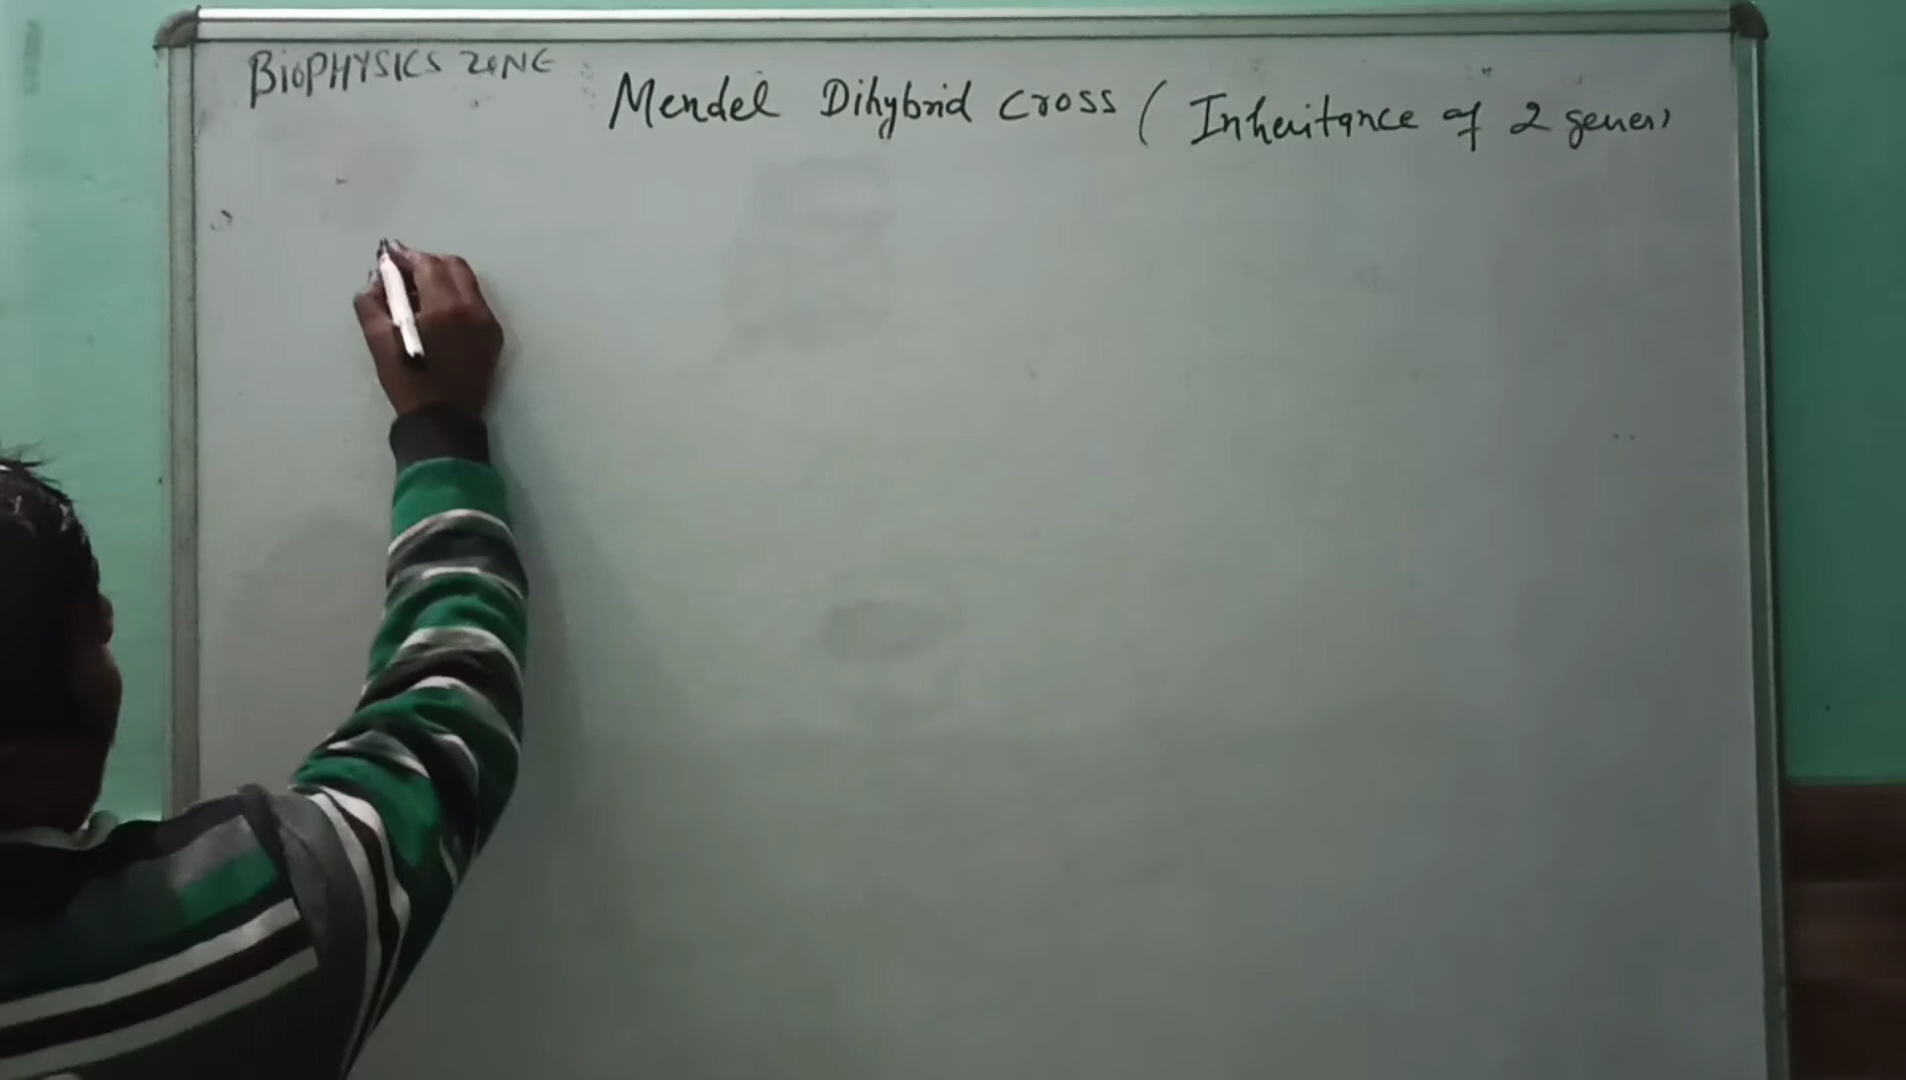 BIOPHYSICS ZONE
Mendel Dihybrid Cross ( Inheritance of 2 genes)